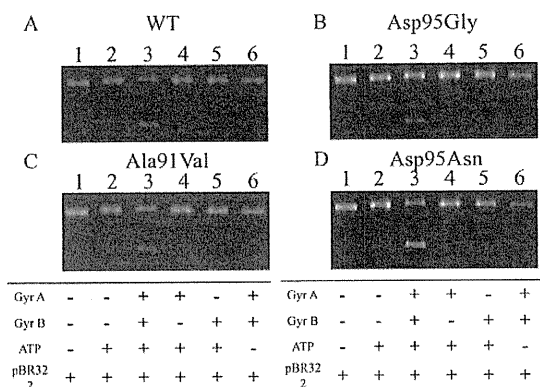 A WT
1 2 3 4 5 6
B Asp95Gly
1 2 3 4 5 6
C Ala91Val
1 2 3 4 5 6
D Asp95Asn
1 2 3 4 5 6
Gyr A - - + + - +
Gyr B - - + - + +
ATP - + + + + -
pBR32
2 + + + + + +
Gyr A - - + + - +
Gyr B - - + - + +
ATP - + + + + -
pBR32
2 + + + + + +